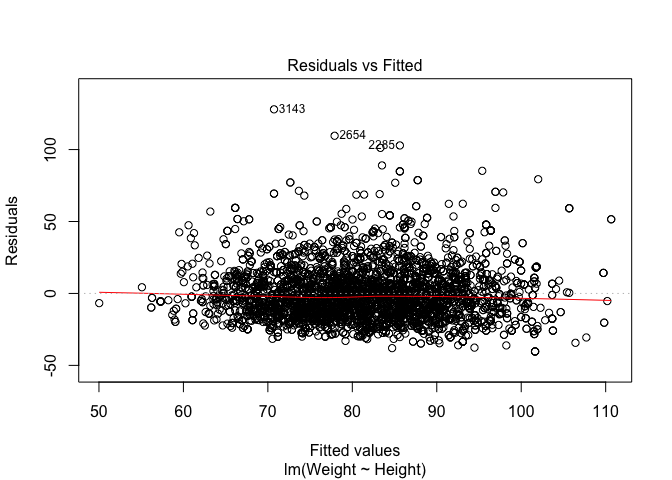 Residuals vs Fitted
Residuals
100
50
0
-50
3143
2654
2285
50 60 70 80 90 100 110
Fitted values
lm(Weight ~ Height)